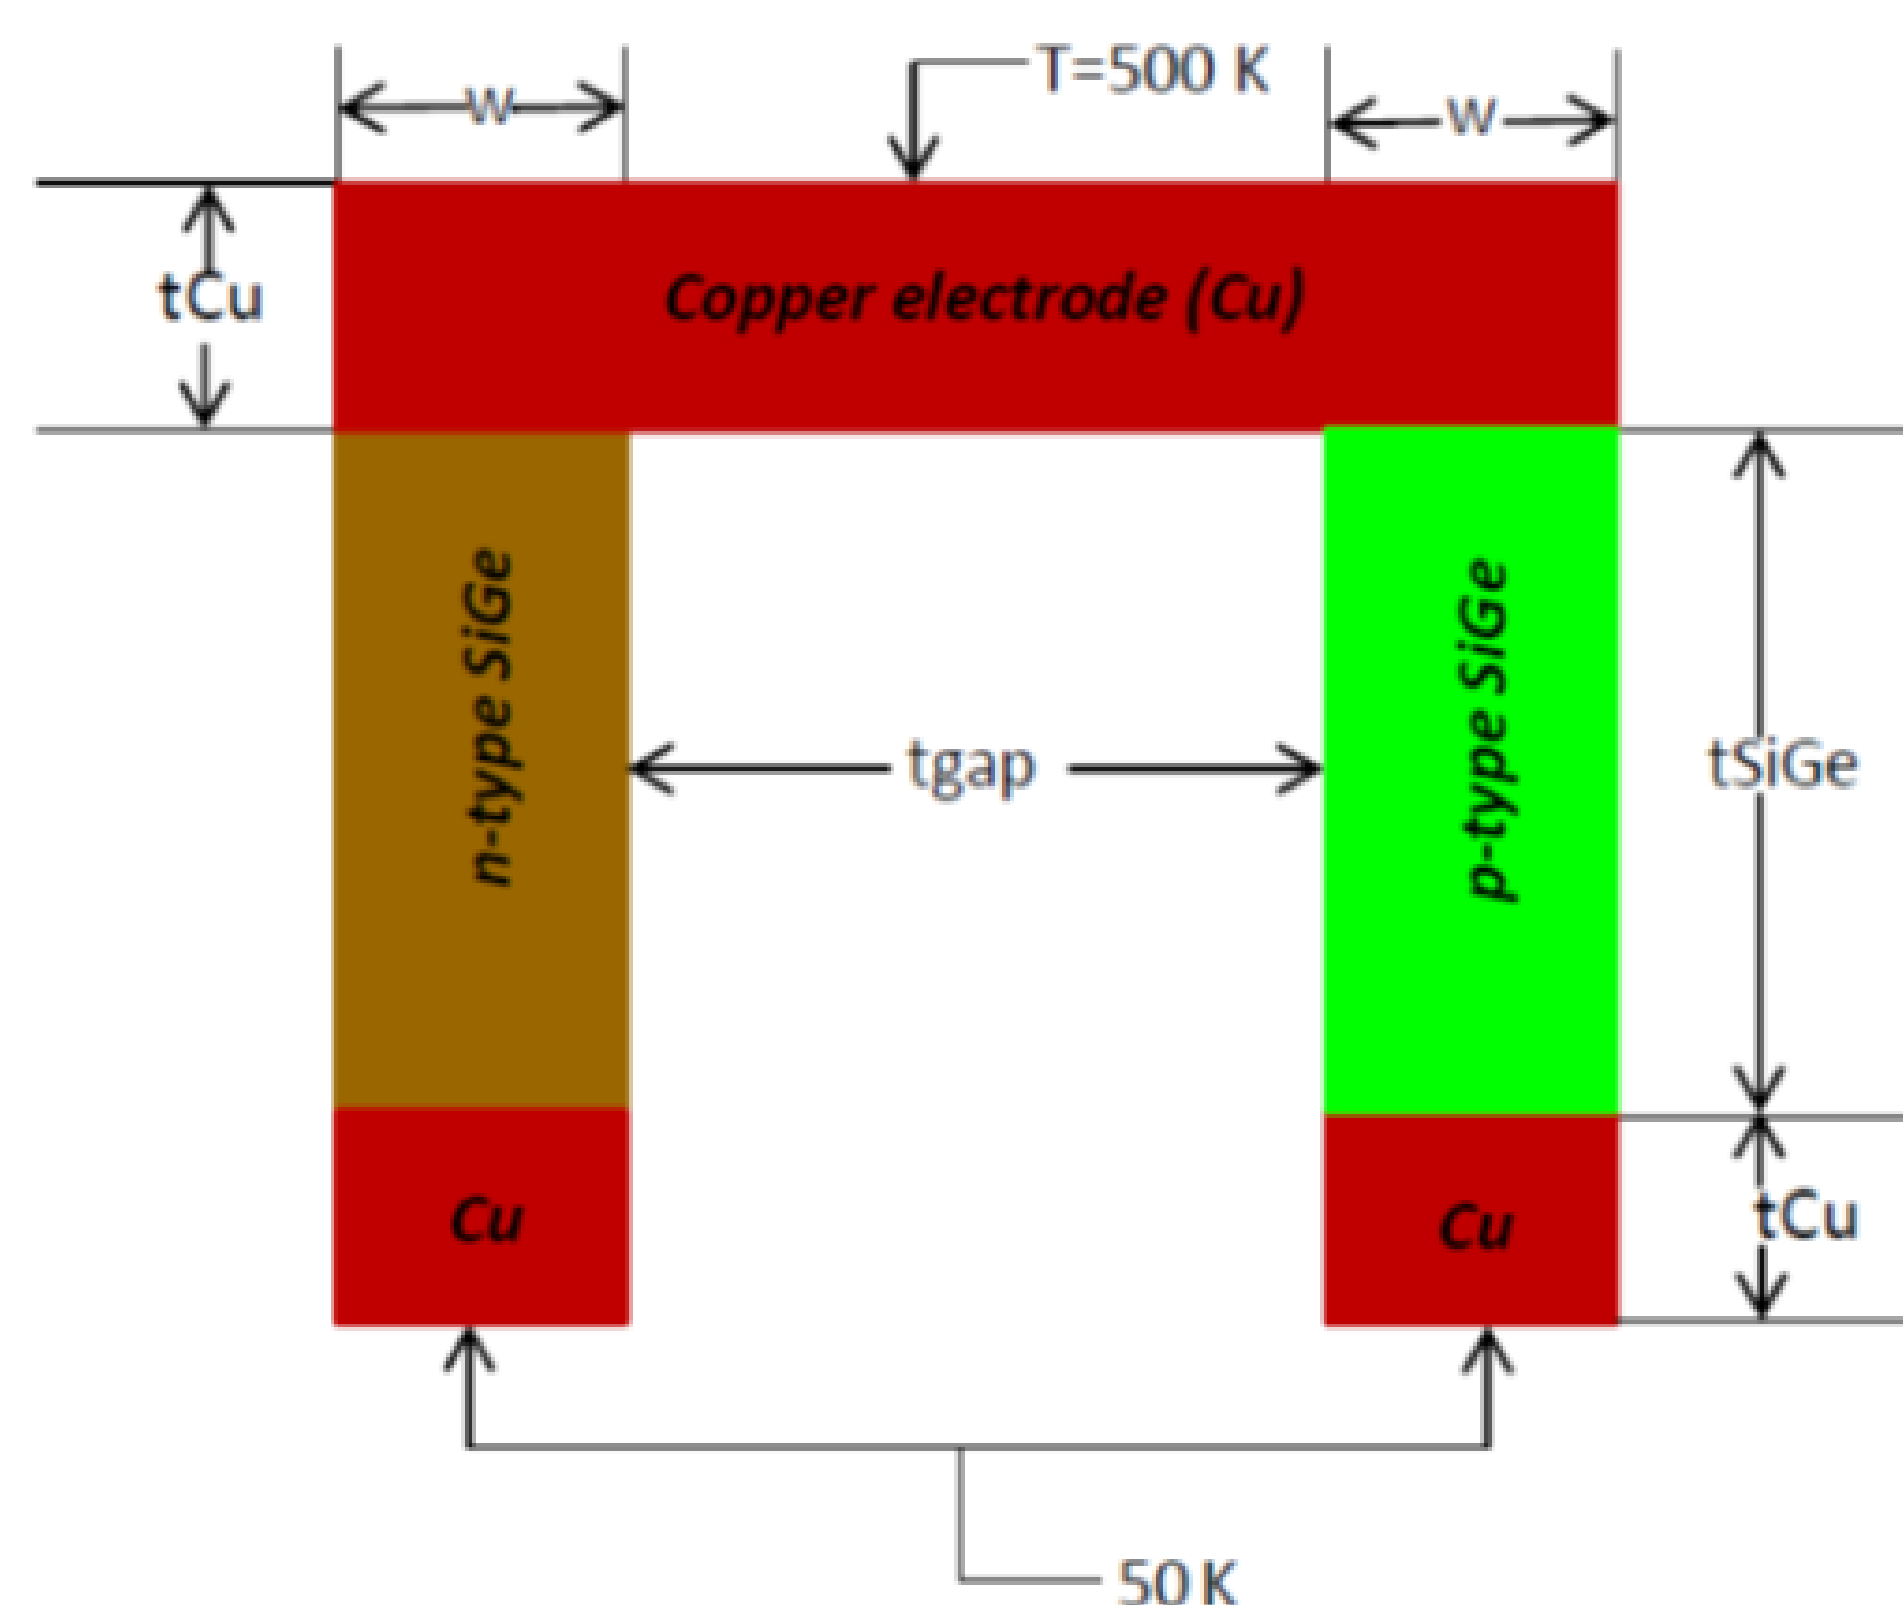 T=500 K
W
W
tCu
Copper electrode (Cu)
n-type SiGe
p-type SiGe
tgap
tSiGe
Cu
Cu
tCu
50 K